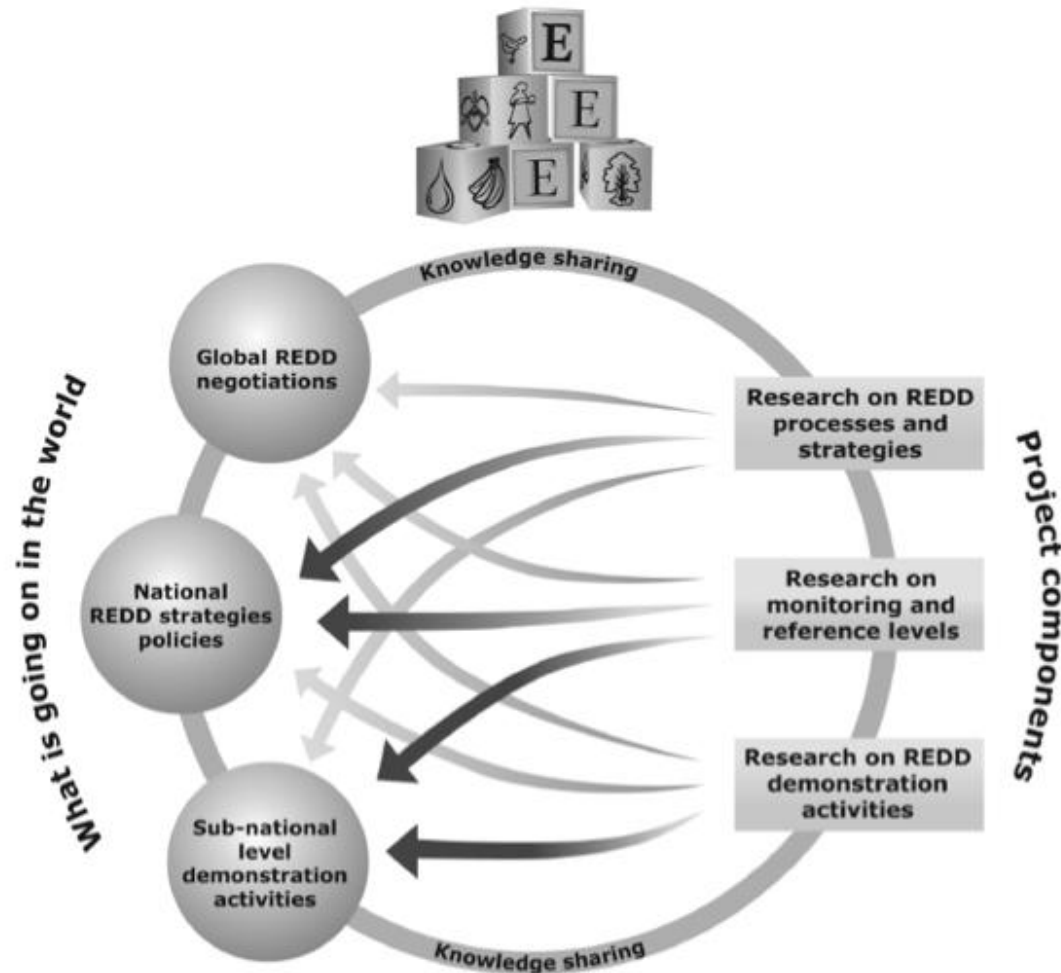 E
E
E
Knowledge sharing
Global REDD
negotiations
National
REDD strategies
policies
Sub-national
level
demonstration
activities
What is going on in the world
Research on REDD
processes and
strategies
Research on
monitoring and
reference levels
Research on REDD
demonstration
activities
Project components
Knowledge sharing